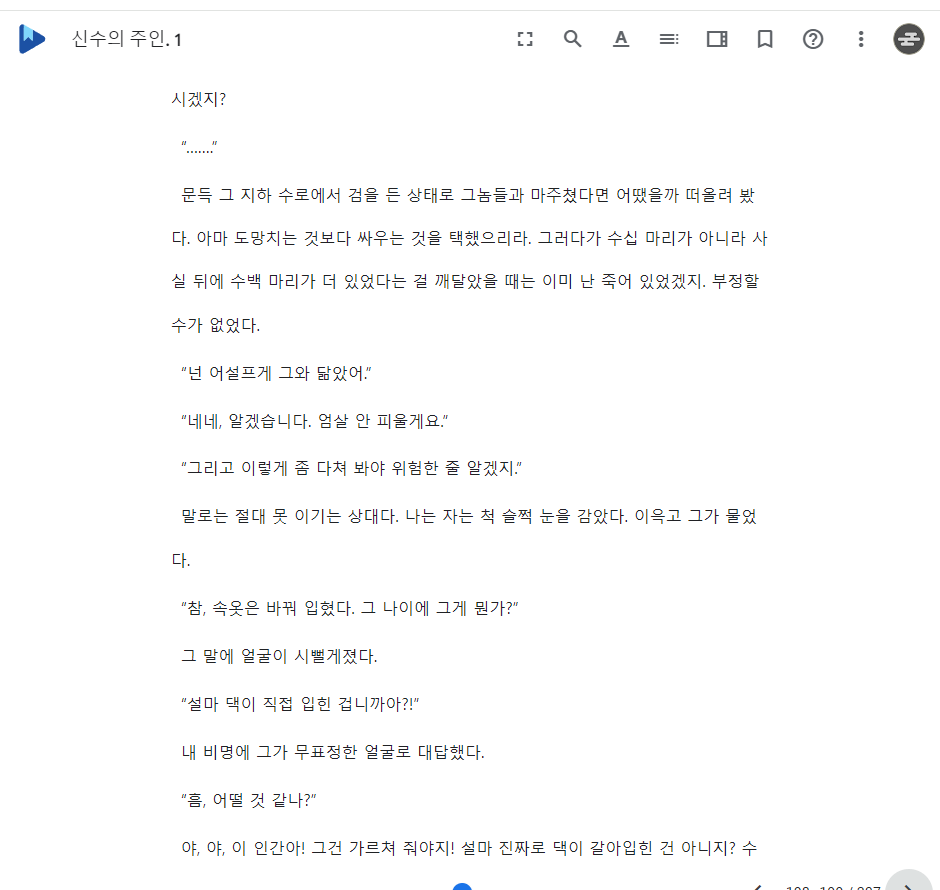 신수의 주인. 1
시겠지?
“.......”
문득 그 지하 수로에서 검을 든 상태로 그놈들과 마주쳤다면 어땠을까 떠올려 봤
다. 아마 도망치는 것보다 싸우는 것을 택했으리라. 그러다가 수십 마리가 아니라 사
실 뒤에 수백 마리가 더 있었다는 걸 깨달았을 때는 이미 난 죽어 있었겠지. 부정할
수가 없었다.
“넌 어설프게 그와 닮았어.”
“네네, 알겠습니다. 엄살 안 피울게요.”
“그리고 이렇게 좀 다쳐 봐야 위험한 줄 알겠지.”
말로는 절대 못 이기는 상대다. 나는 자는 척 슬쩍 눈을 감았다. 이윽고 그가 물었
다.
“참, 속옷은 바꿔 입혔다. 그 나이에 그게 뭔가?”
그 말에 얼굴이 시뻘게졌다.
“설마 댁이 직접 입힌 겁니까아?!”
내 비명에 그가 무표정한 얼굴로 대답했다.
“흠, 어떨 것 같나?”
야, 야, 이 인간아! 그건 가르쳐 줘야지! 설마 진짜로 댁이 갈아입힌 건 아니지? 수